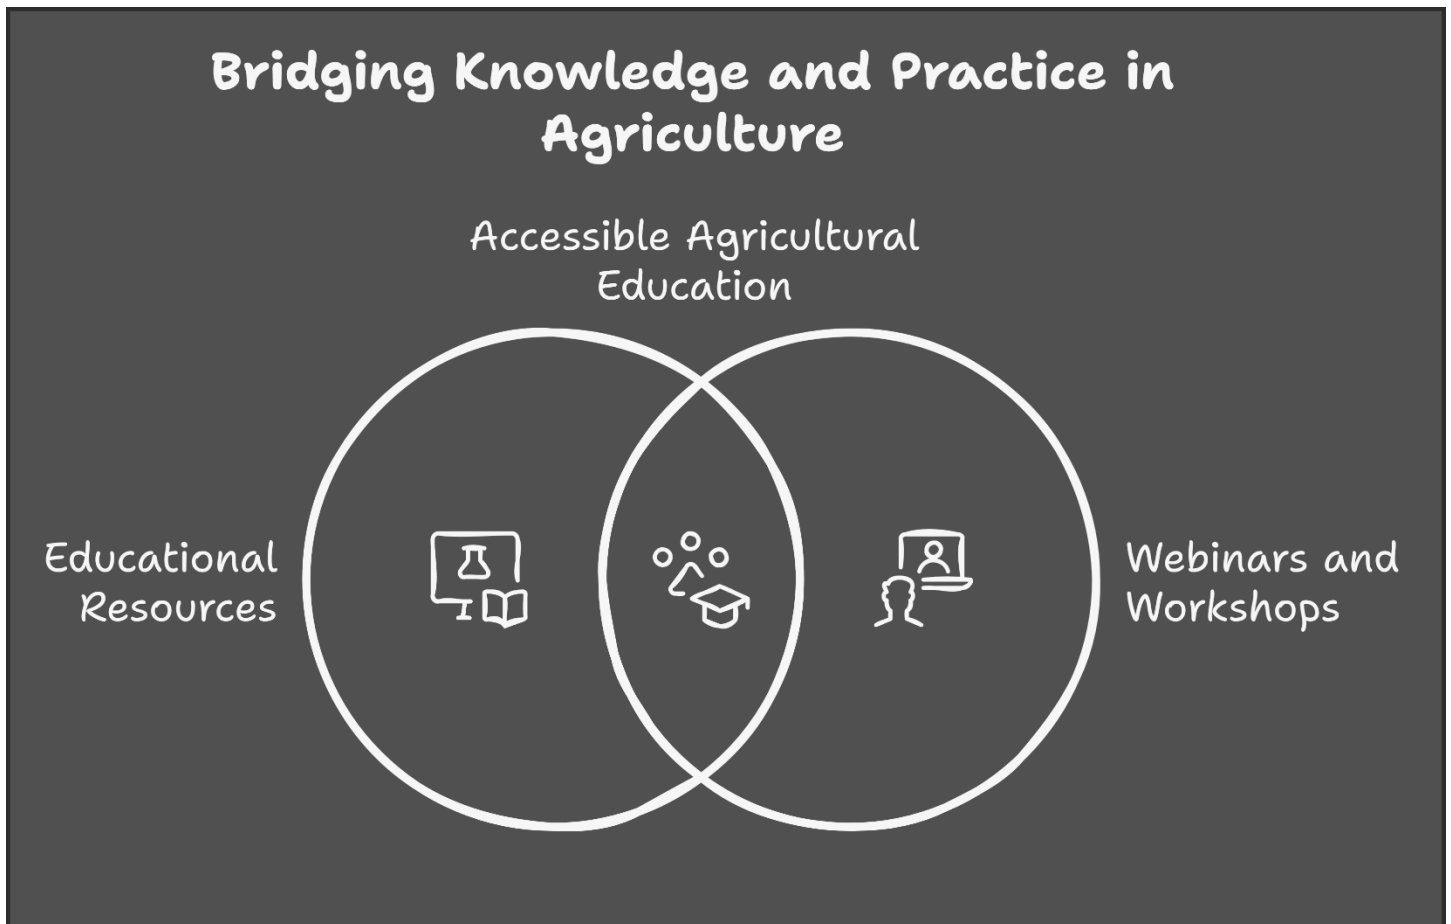 Bridging Knowledge and Practice in
Agriculture
Accessible Agricultural
Education
Educational
Resources
Webinars and
Workshops